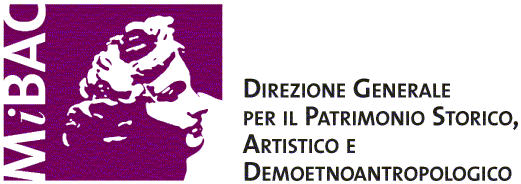 MiBAC
Direzione Generale
per il Patrimonio Storico,
Artistico e
Demoetnoantropologico